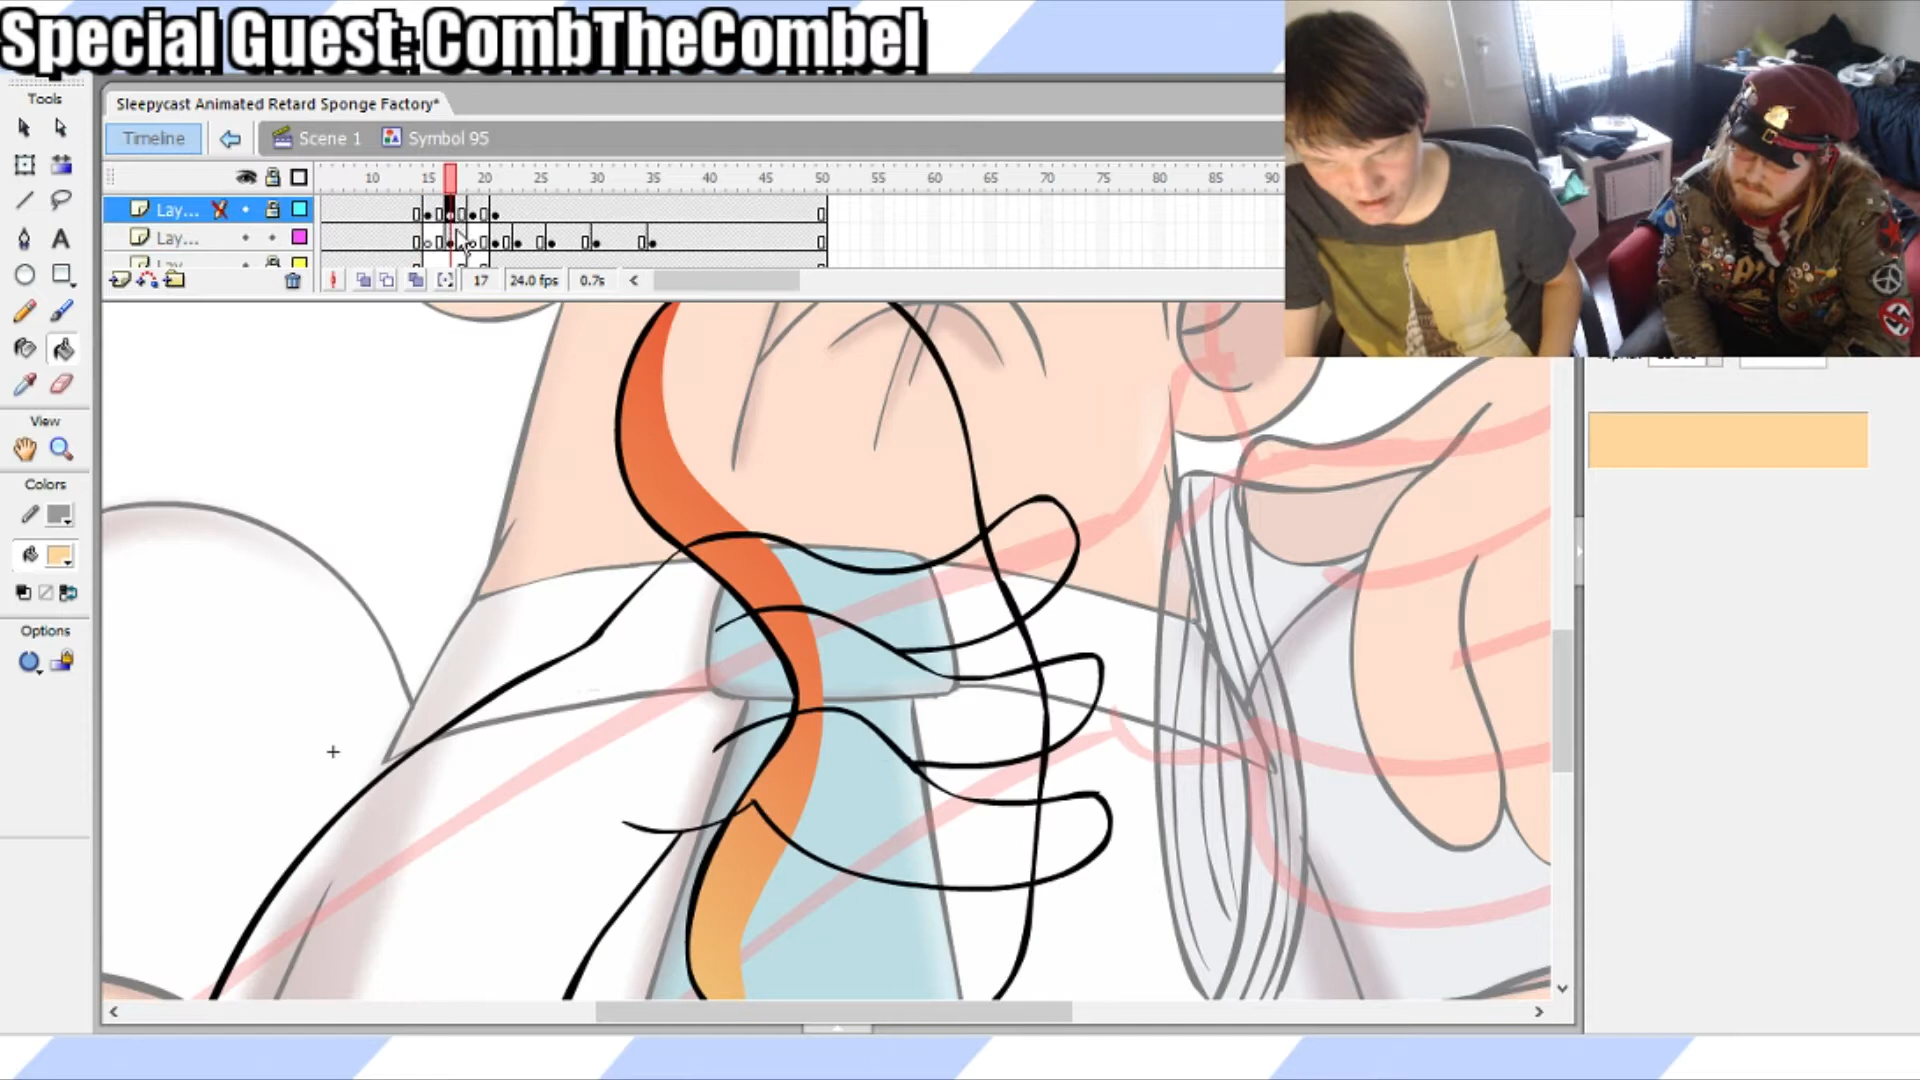 Special Guest: CombTheCombel
Tools
Sleepycast Animated Retard Sponge Factory*
Timeline
Scene 1
Symbol 95
10 15 20 25 30 35 40 45 50 55 60 65 70 75 80 85 90
Lay...
Lay...
17 24.0 fps 0.7s
View
Colors
Options